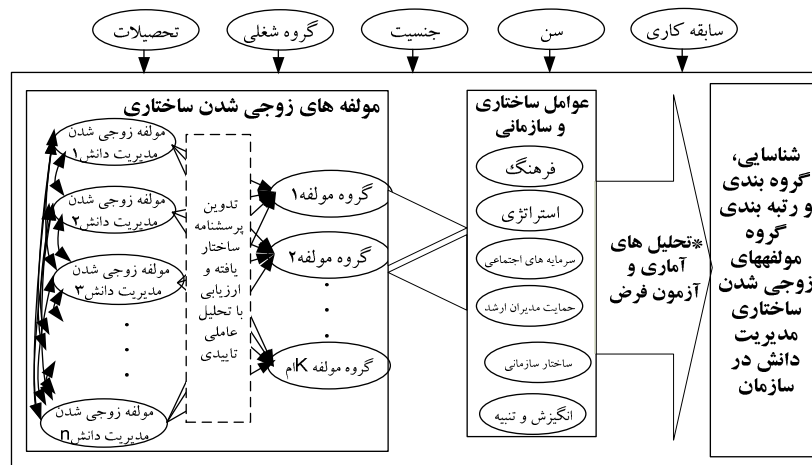 سابقه کاری
سن
جنسیت
گروه شغلی
تحصیلات
شناسایی،
گروه بندی
و رتبه بندی
گروه
مولفههای
زوجی شدن
ساختاری
مدیریت
دانش در
سازمان
*تحلیل های
آماری و
آزمون فرض
عوامل ساختاری
و سازمانی
فرهنگ
استراتژی
سرمایه های اجتماعی
حمایت مدیران ارشد
ساختار سازمانی
انگیزش و تنبیه
مولفه های زوجی شدن ساختاری
گروه مولفه۱
گروه مولفه۲
گروه مولفه Kام
تدوین
پرسشنامه
ساختار
یافته و
ارزیابی
با تحلیل
عاملی
تاییدی
مولفه زوجی شدن
مدیریت دانش۱
مولفه زوجی شدن
مدیریت دانش۲
مولفه زوجی شدن
مدیریت دانش۳
مولفه زوجی شدن
مدیریت دانشn